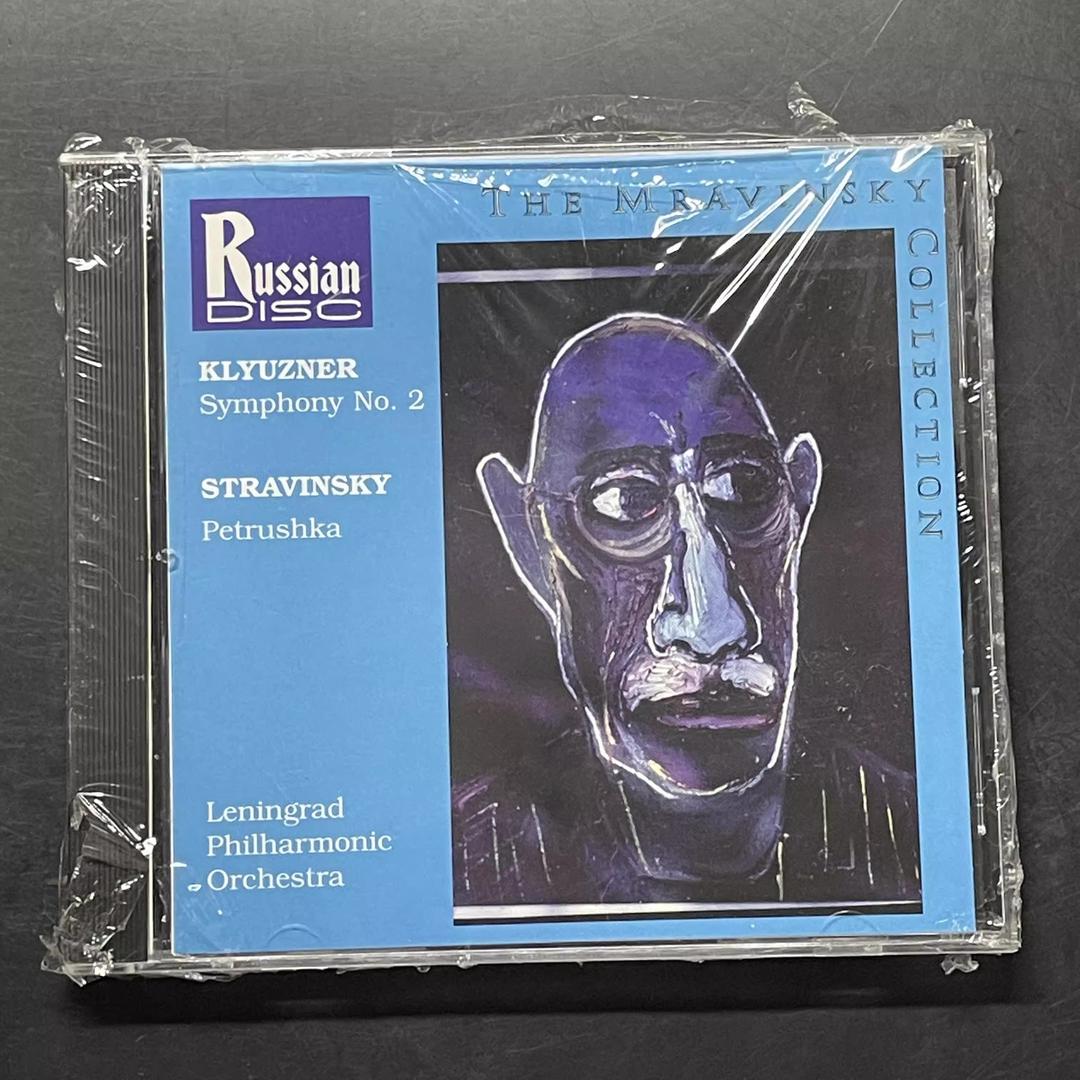 THE MRAVINSKY
COLLECTION
Russian
DISC
KLYUZNER
Symphony No. 2
STRAVINSKY
Petrushka
Leningrad
Philharmonic
Orchestra